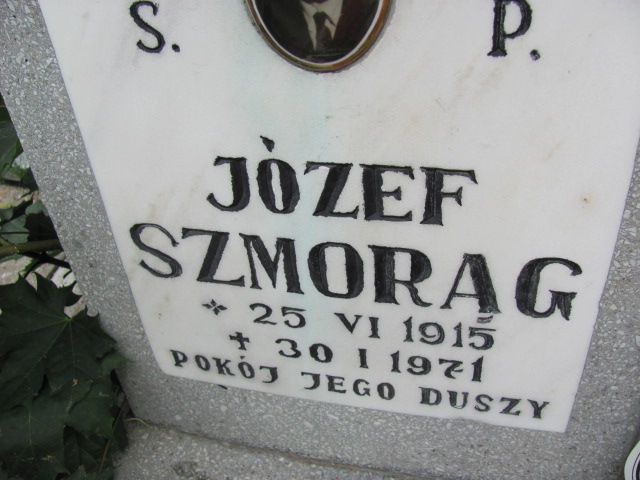 S. P.
JÓZEF
SZMORĄG
* 25 VI 1915
+ 30 I 1971
POKÓJ JEGO DUSZY